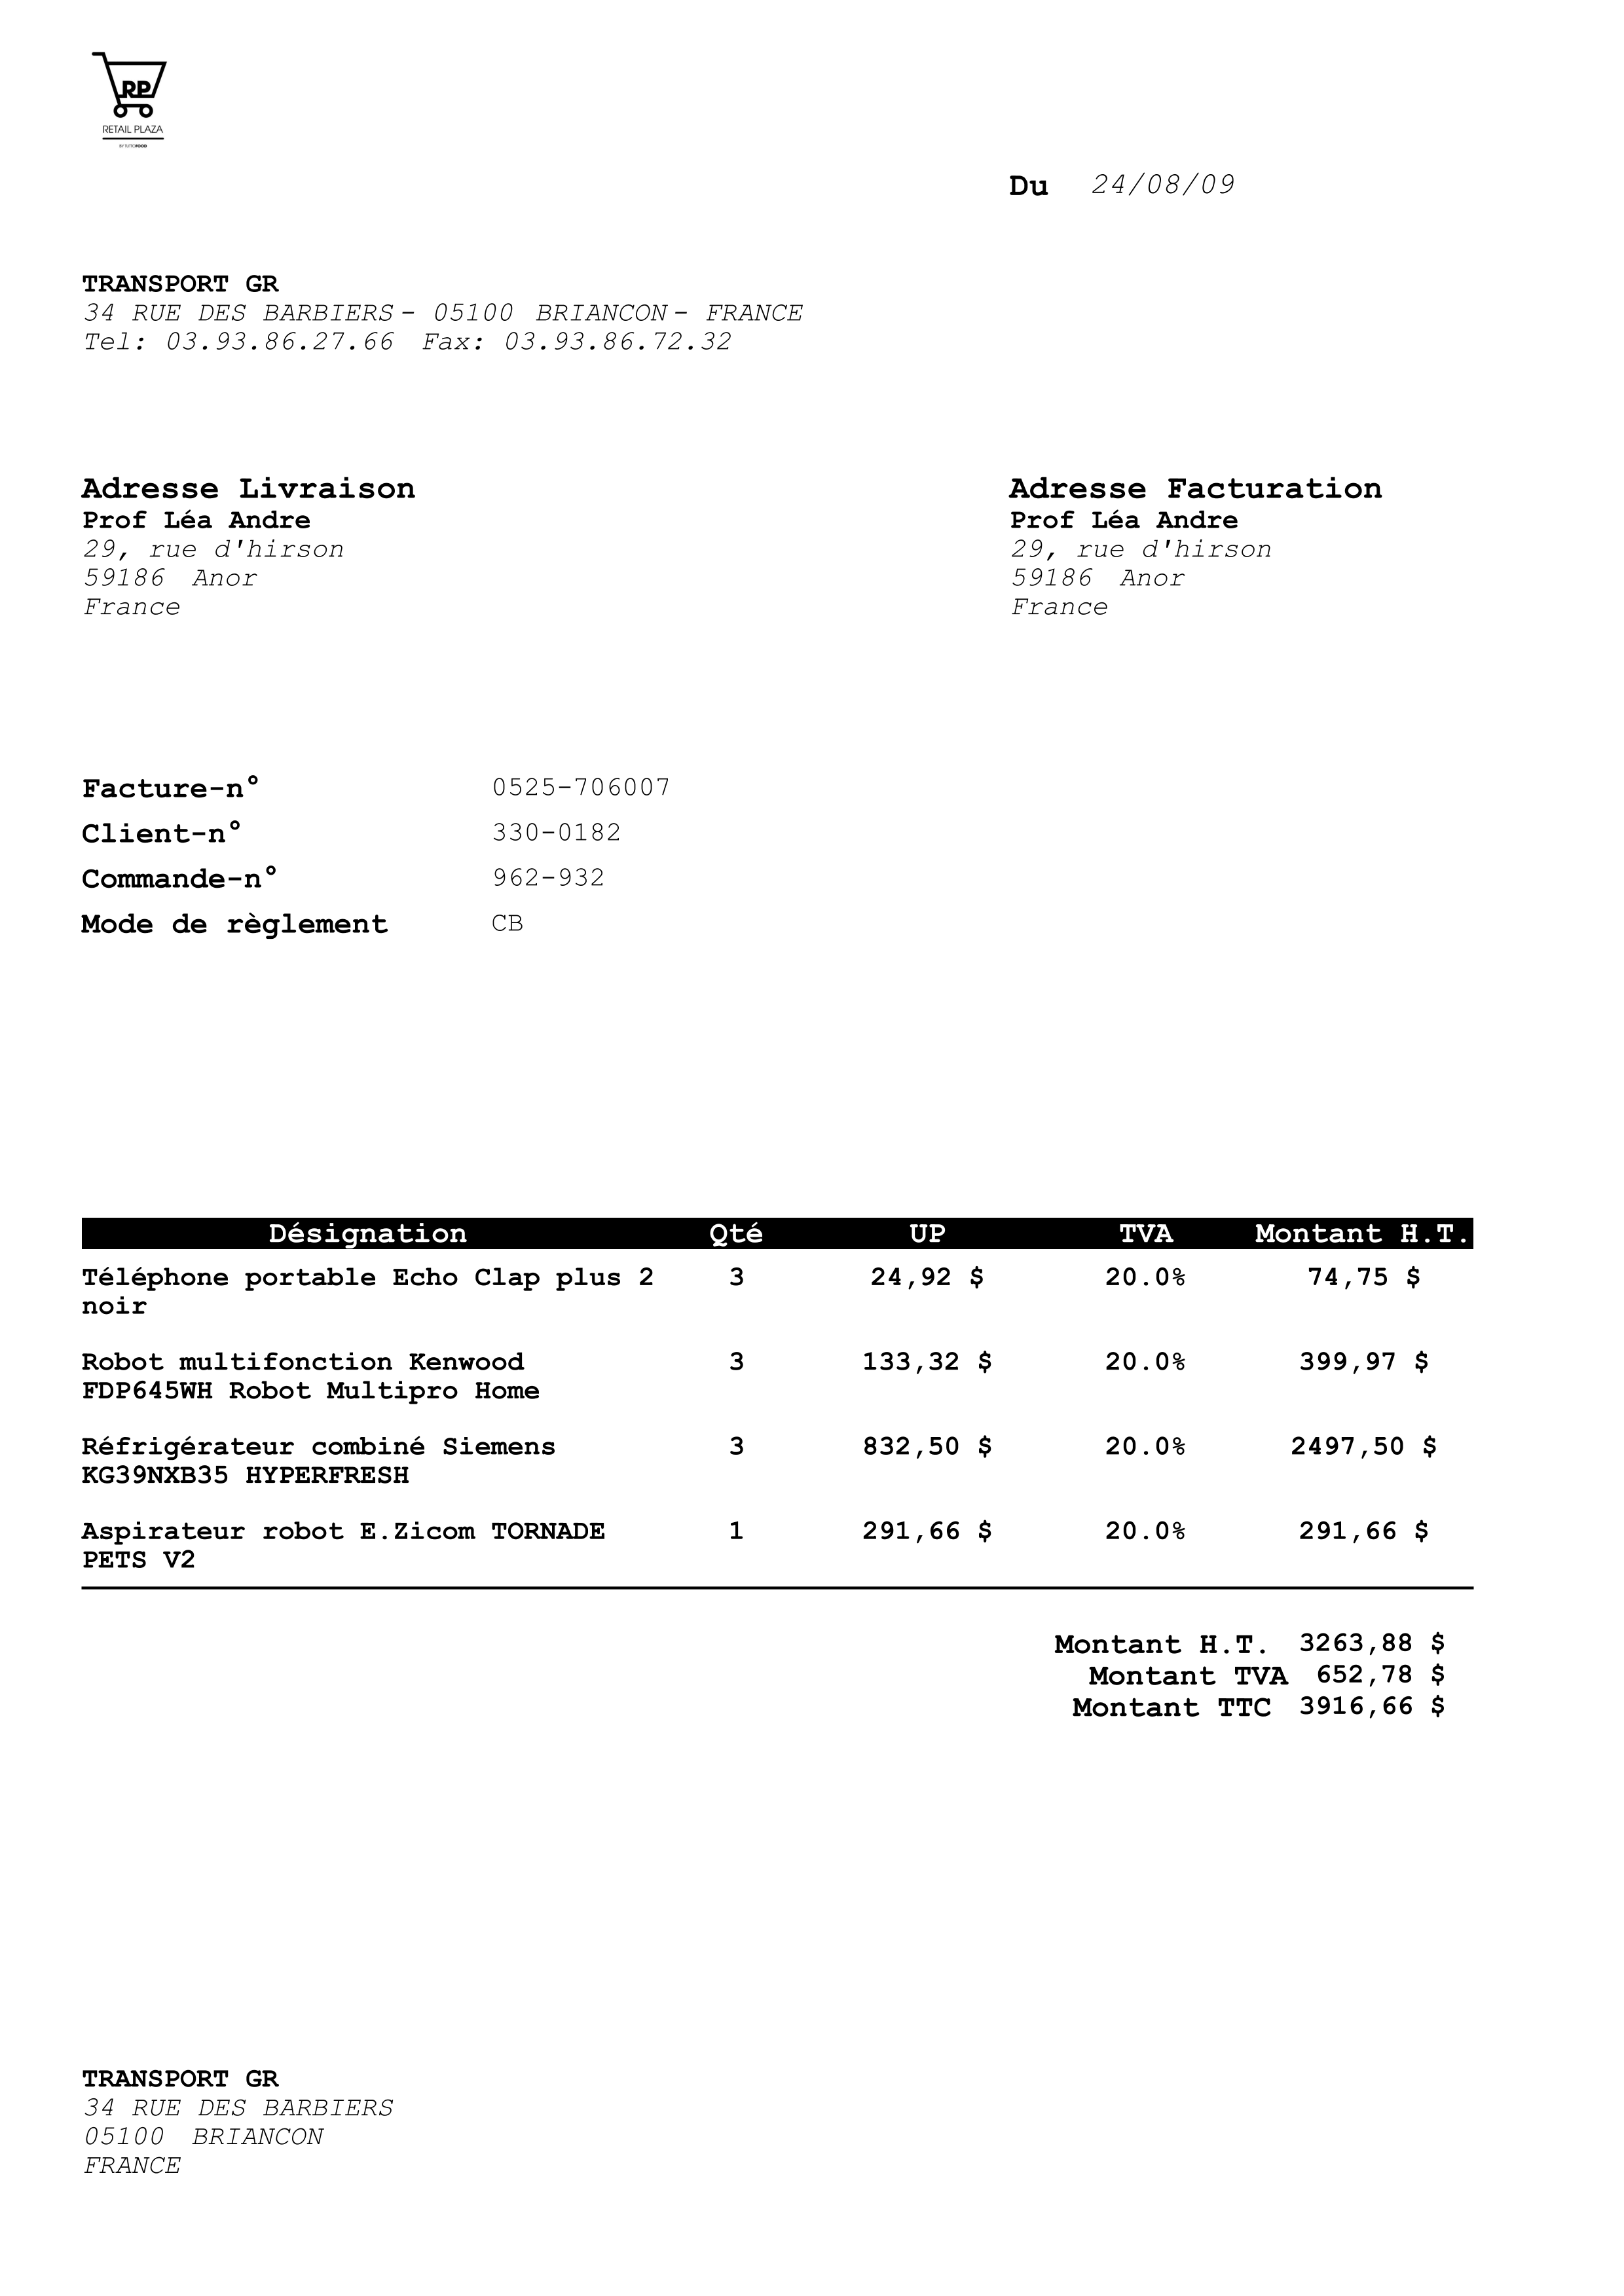 RP
RETAIL PLAZA
BY TUTTOFOOD
Du 24/08/09
TRANSPORT GR
34 RUE DES BARBIERS - 05100 BRIANCON - FRANCE
Tel: 03.93.86.27.66 Fax: 03.93.86.72.32
Adresse Livraison
Prof Léa Andre
29, rue d'hirson
59186 Anor
France
Adresse Facturation
Prof Léa Andre
29, rue d'hirson
59186 Anor
France
Facture-n° 0525-706007
Client-n° 330-0182
Commande-n° 962-932
Mode de règlement CB
Désignation Qté UP TVA Montant H.T.
Téléphone portable Echo Clap plus 2 3 24,92 $ 20.0% 74,75 $
noir
Robot multifonction Kenwood 3 133,32 $ 20.0% 399,97 $
FDP645WH Robot Multipro Home
Réfrigérateur combiné Siemens 3 832,50 $ 20.0% 2497,50 $
KG39NXB35 HYPERFRESH
Aspirateur robot E.Zicom TORNADE 1 291,66 $ 20.0% 291,66 $
PETS V2
Montant H.T. 3263,88 $
Montant TVA 652,78 $
Montant TTC 3916,66 $
TRANSPORT GR
34 RUE DES BARBIERS
05100 BRIANCON
FRANCE